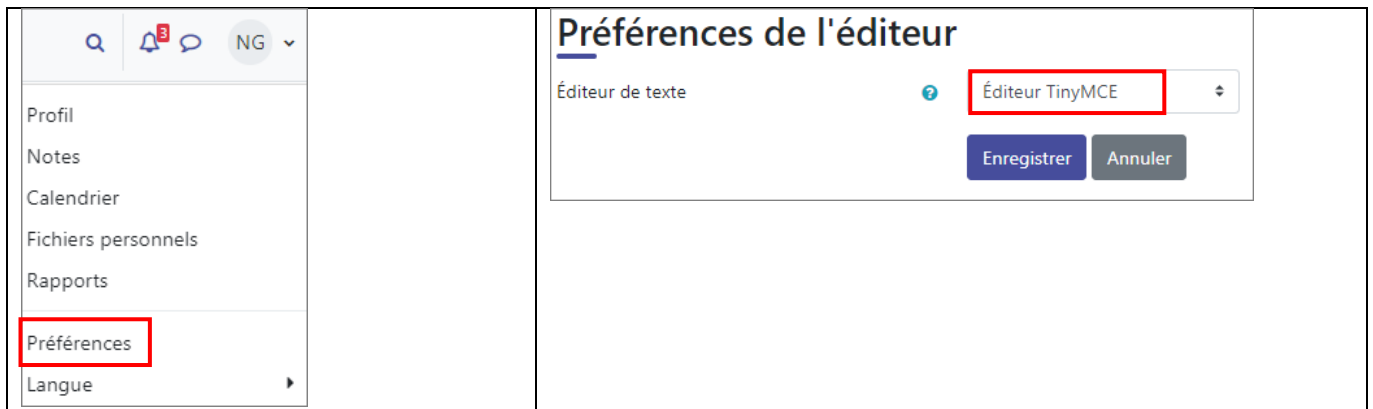 3
NG
Profil
Notes
Calendrier
Fichiers personnels
Rapports
Préférences
Langue
Préférences de l'éditeur
Éditeur de texte ? Éditeur TinyMCE
Enregistrer Annuler